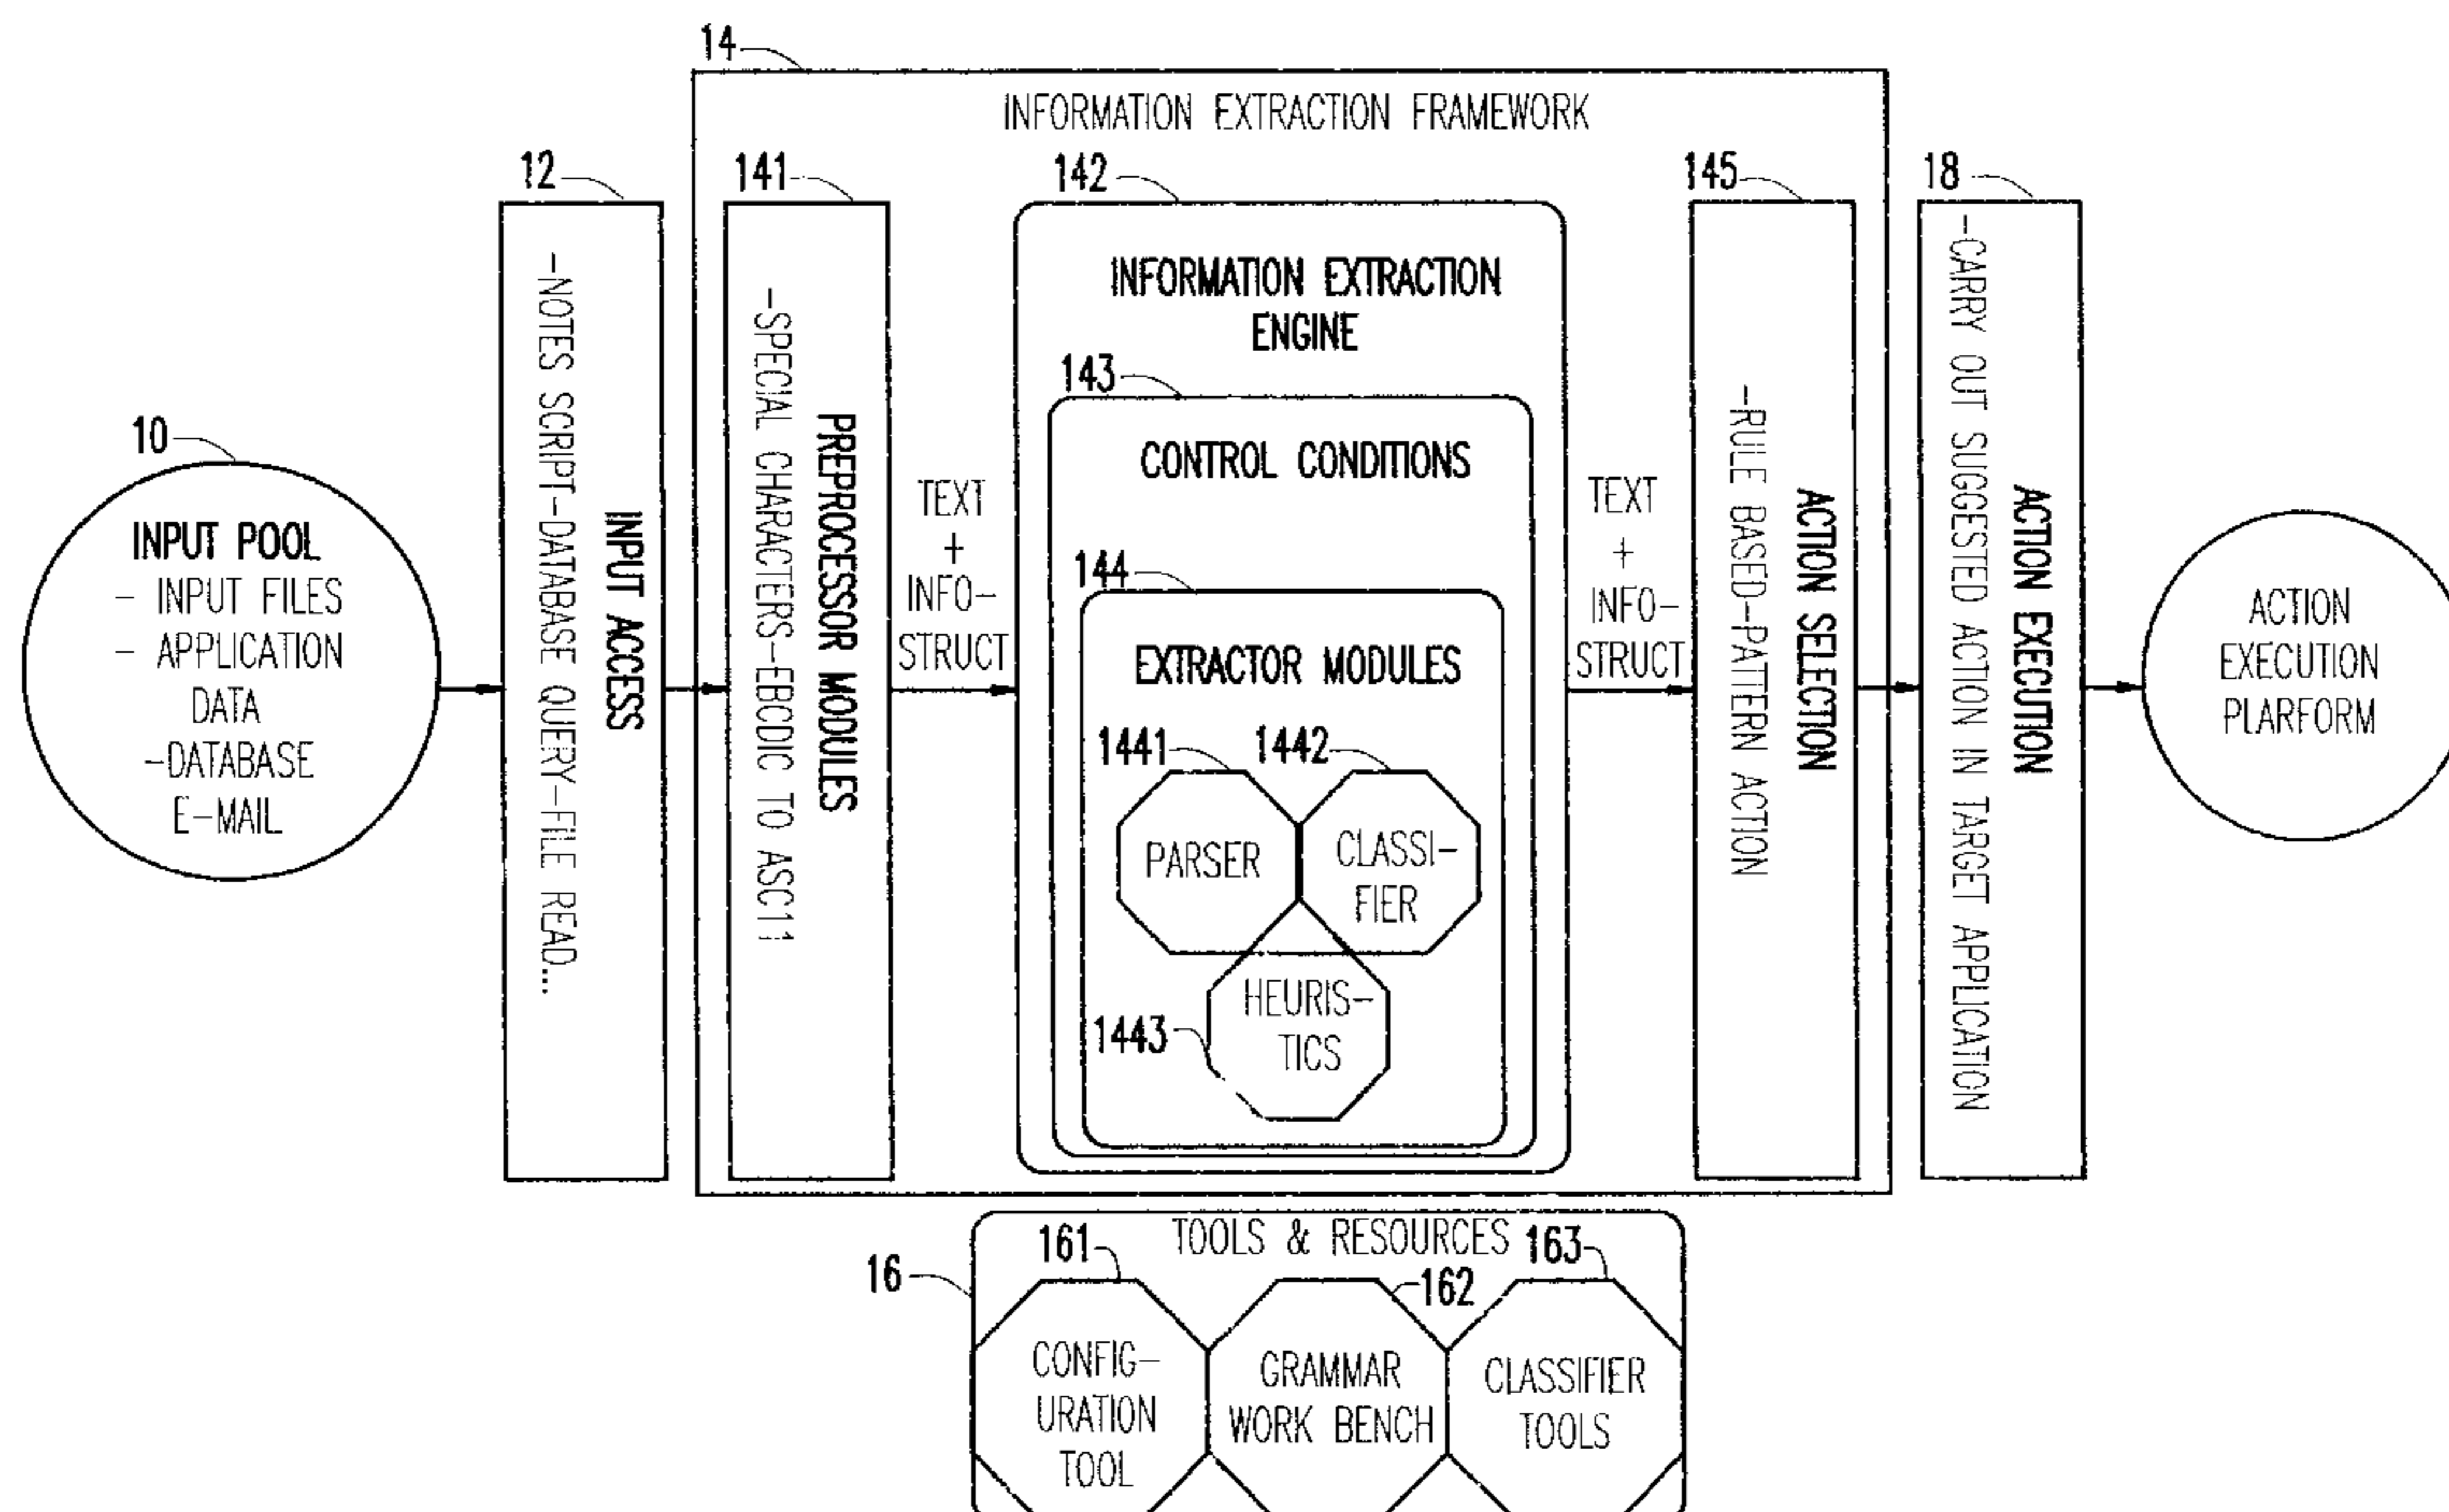 14
INFORMATION EXTRACTION FRAMEWORK
12
141
142
145
18
10
INPUT POOL
- INPUT FILES
- APPLICATION
DATA
-DATABASE
E-MAIL
INPUT ACCESS
-NOTES SCRIPT-DATABASE QUERY-FILE READ...
PREPROCESSOR MODULES
-SPECIAL CHARACTERS-EBCDIC TO ASC11
TEXT
+
INFO-
STRUCT
INFORMATION EXTRACTION
ENGINE
143
CONTROL CONDITIONS
144
EXTRACTOR MODULES
1441
1442
PARSER
CLASSI-
FIER
HEURIS-
TICS
1443
TEXT
+
INFO-
STRUCT
ACTION SELECTION
-RULE BASED-PATTERN ACTION
ACTION EXECUTION
-CARRY OUT SUGGESTED ACTION IN TARGET APPLICATION
ACTION
EXECUTION
PLARFORM
TOOLS & RESOURCES
16
161
162
163
CONFIG-
URATION
TOOL
GRAMMAR
WORK BENCH
CLASSIFIER
TOOLS